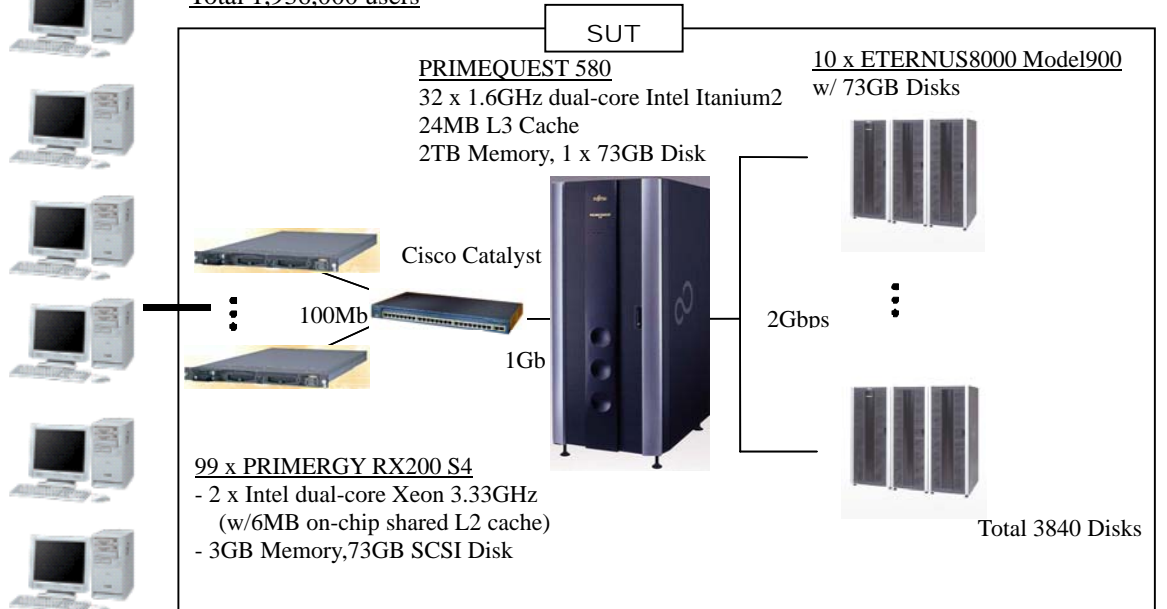 SUT
PRIMEQUEST 580
32 x 1.6GHz dual-core Intel Itanium2
24MB L3 Cache
2TB Memory, 1 x 73GB Disk
10 x ETERNUS8000 Model900
w/ 73GB Disks
Cisco Catalyst
100Mb
1Gb
2Gbps
99 x PRIMERGY RX200 S4
- 2 x Intel dual-core Xeon 3.33GHz
(w/6MB on-chip shared L2 cache)
- 3GB Memory,73GB SCSI Disk
Total 3840 Disks